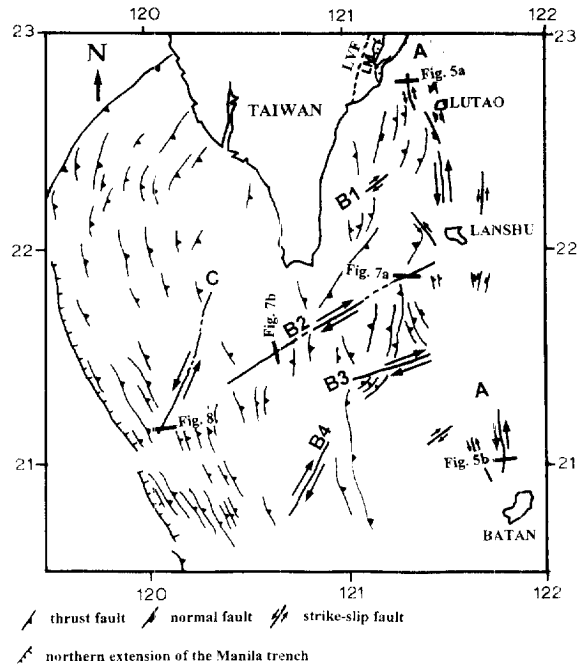 120 121 122
23 23
N
A
Fig. 5a
LVF
TAIWAN
LUTAO
B1
LANSHU
22 22
Fig. 7a
C
Fig. 7b
B2
B3
A
Fig. 8
B4
21 21
Fig. 5b
BATAN
120 121 122
thrust fault normal fault strike-slip fault
northern extension of the Manila trench